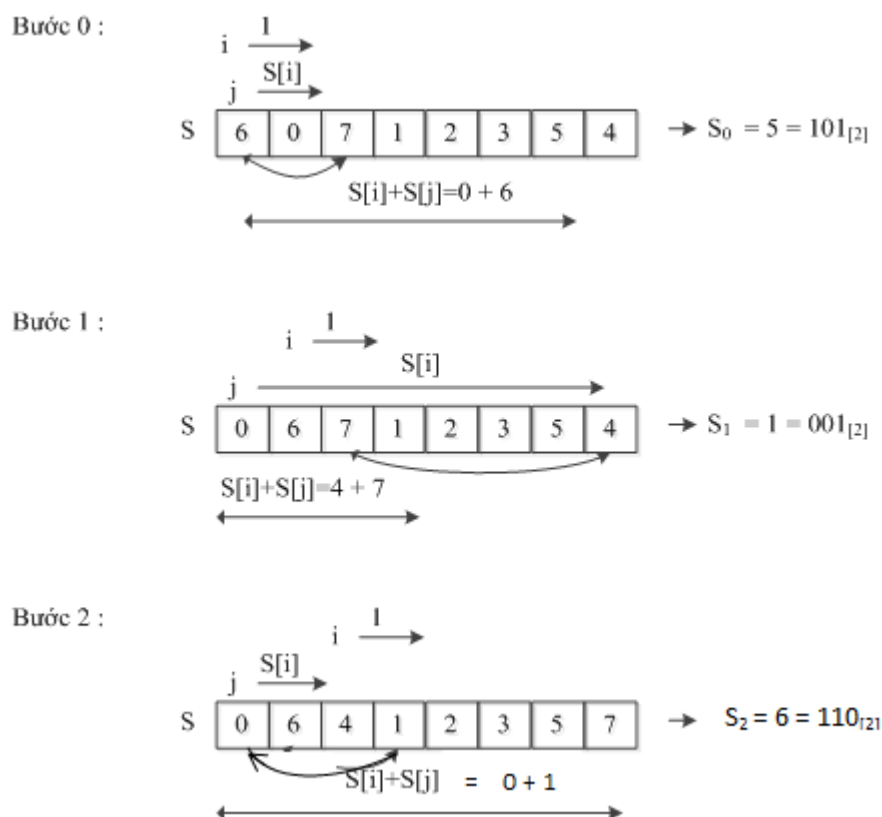 Bước 0 :
i 1
j S[i]
S 6 0 7 1 2 3 5 4 → S₀ = 5 = 101[2]
S[i]+S[j]=0 + 6
Bước 1 :
i 1
S[i]
j
S 0 6 7 1 2 3 5 4 → S₁ = 1 = 001[2]
S[i]+S[j]=4 + 7
Bước 2 :
i 1
j S[i]
S 0 6 4 1 2 3 5 7 → S₂ = 6 = 110[2]
S[i]+S[j] = 0 + 1